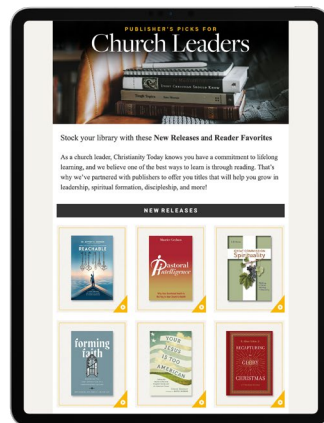 PUBLISHER'S PICKS FOR
Church Leaders
Stock your library with these New Releases and Reader Favorites
As a church leader, Christianity Today knows you have a commitment to lifelong
learning, and we believe one of the best ways to learn is through reading. That's
why we've partnered with publishers to offer you titles that will help you grow in
leadership, spiritual formation, discipleship, and more!
NEW RELEASES
REACHABLE
Pastoral
Intelligence
Spirituality
forming
faith
YOUR
JESUS
IS TOO
AMERICAN
RECAPTURING
THE
GLORY
OF
CHRISTMAS